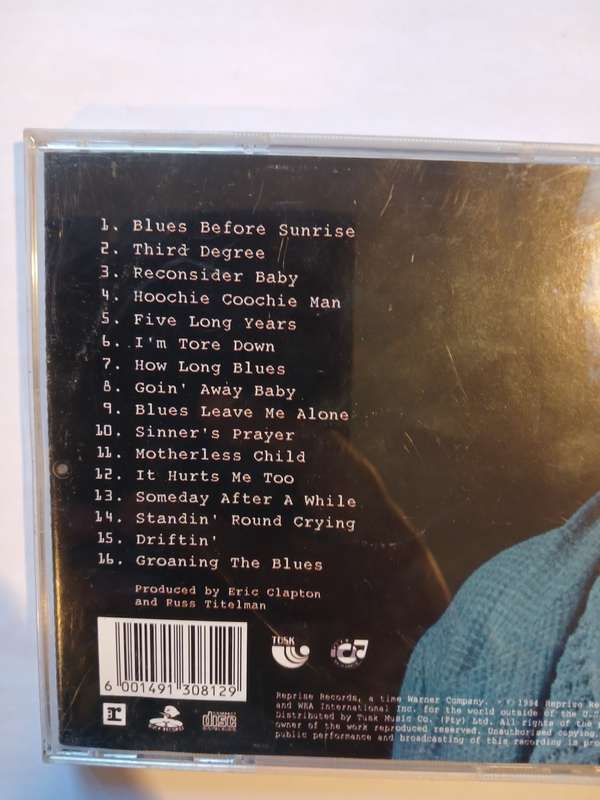 1. Blues Before Sunrise
2. Third Degree
3. Reconsider Baby
4. Hoochie Coochie Man
5. Five Long Years
6. I'm Tore Down
7. How Long Blues
8. Goin' Away Baby
9. Blues Leave Me Alone
10. Sinner's Prayer
11. Motherless Child
12. It Hurts Me Too
13. Someday After A While
14. Standin' Round Crying
15. Driftin'
16. Groaning The Blues
Produced by Eric Clapton
and Russ Titelman
TUSK
6 001491 308129
Reprise Records, a time Warner Company. ℗ © 1994 Reprise Re
and WEA International Inc. for the world outside of the U.S
Distributed by Tusk Music Co. (Pty) Ltd. All rights of the
owner of the work reproduced reserved. Unauthorised copying,
public performance and broadcasting of this recording is pro